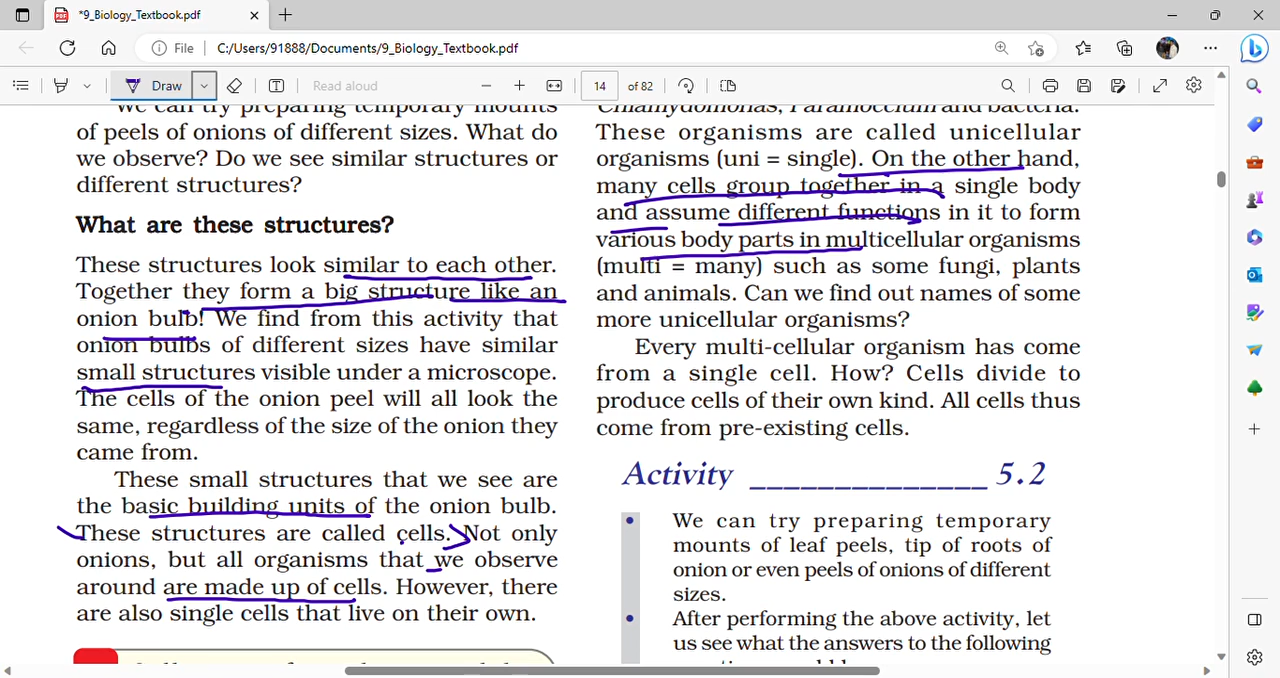 *9_Biology_Textbook.pdf
File C:/Users/91888/Documents/9_Biology_Textbook.pdf
Draw Read aloud 14 of 82
We can try preparing temporary mounts
of peels of onions of different sizes. What do
we observe? Do we see similar structures or
different structures?
What are these structures?
These structures look similar to each other.
Together they form a big structure like an
onion bulb! We find from this activity that
onion bulbs of different sizes have similar
small structures visible under a microscope.
The cells of the onion peel will all look the
same, regardless of the size of the onion they
came from.
These small structures that we see are
the basic building units of the onion bulb.
These structures are called cells. Not only
onions, but all organisms that we observe
around are made up of cells. However, there
are also single cells that live on their own.
Chlamydomonas, Paramoecium and bacteria.
These organisms are called unicellular
organisms (uni = single). On the other hand,
many cells group together in a single body
and assume different functions in it to form
various body parts in multicellular organisms
(multi = many) such as some fungi, plants
and animals. Can we find out names of some
more unicellular organisms?
Every multi-cellular organism has come
from a single cell. How? Cells divide to
produce cells of their own kind. All cells thus
come from pre-existing cells.
Activity ______________ 5.2
• We can try preparing temporary
mounts of leaf peels, tip of roots of
onion or even peels of onions of different
sizes.
• After performing the above activity, let
us see what the answers to the following